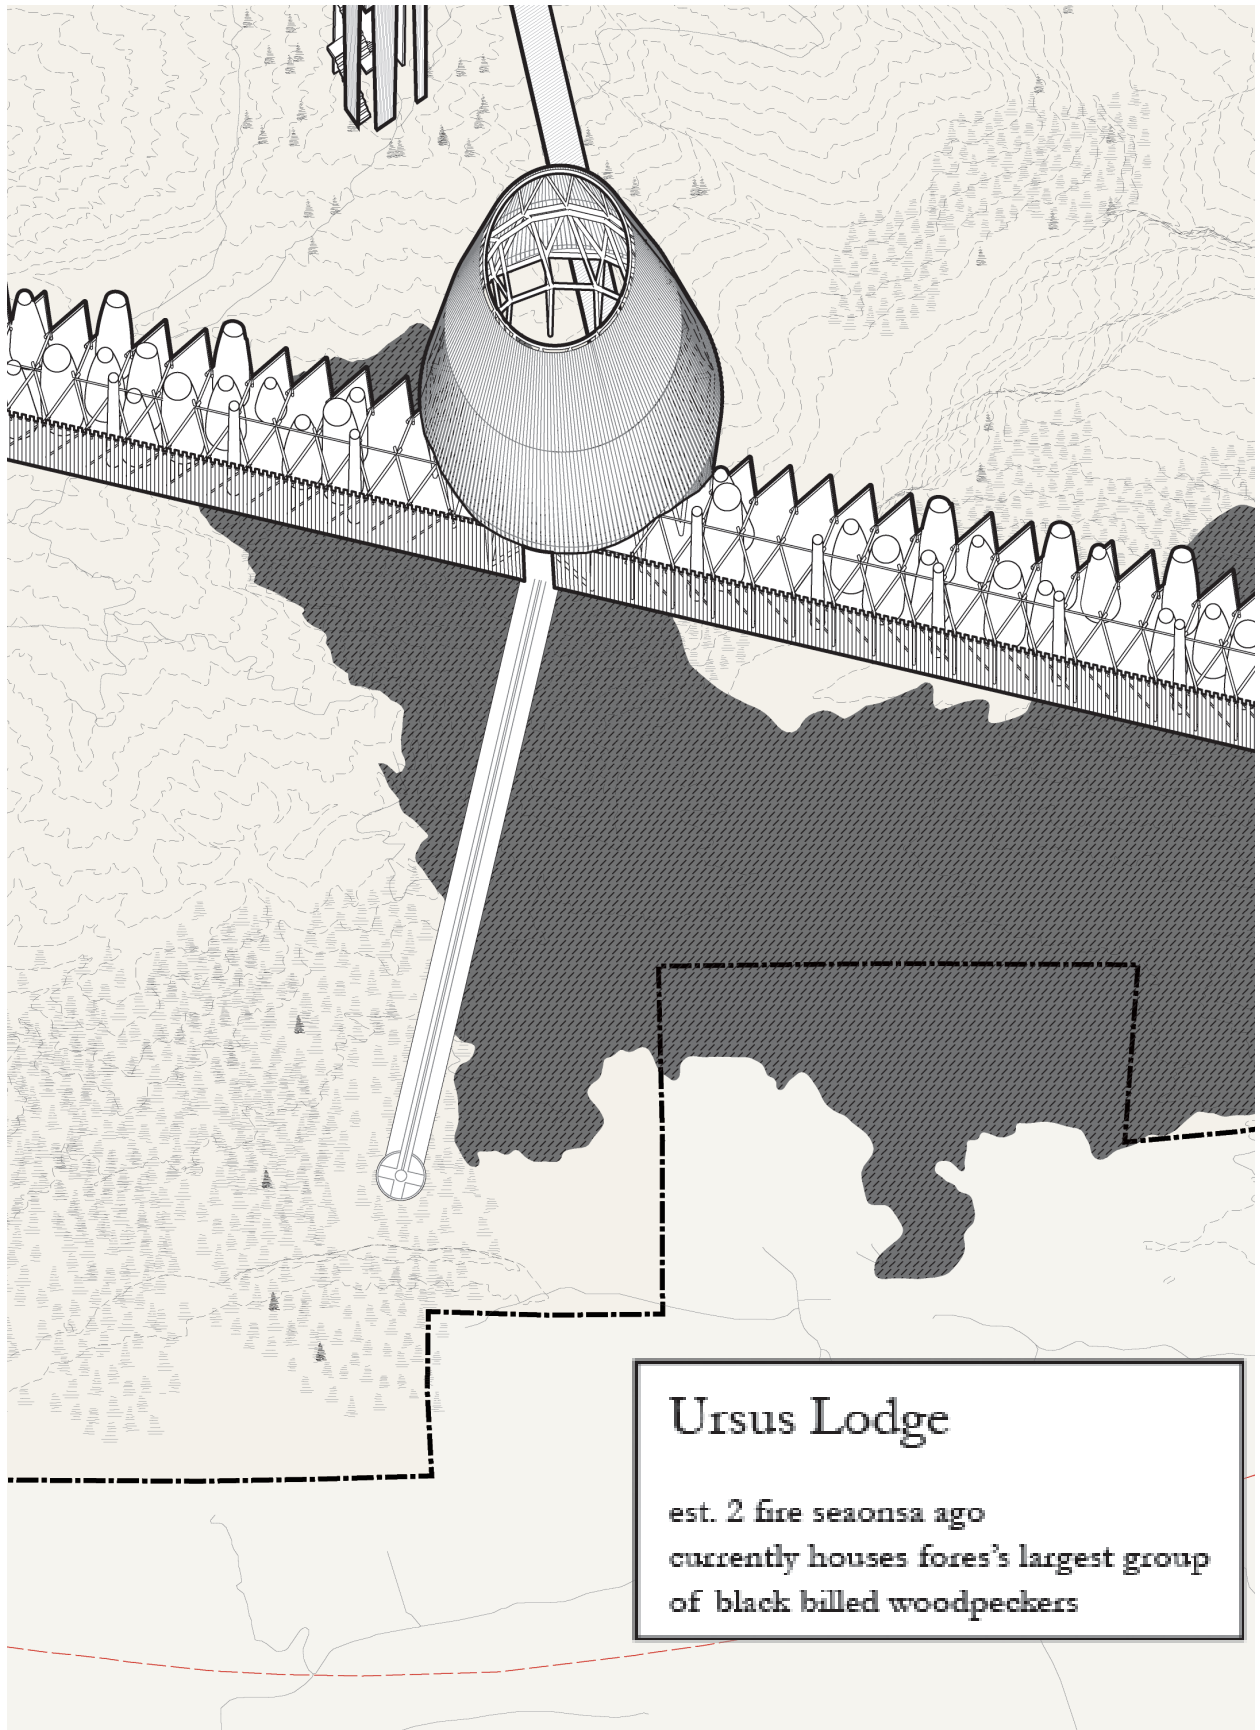 Ursus Lodge
est. 2 fire seaonsa ago
currently houses fores's largest group
of black billed woodpeckers